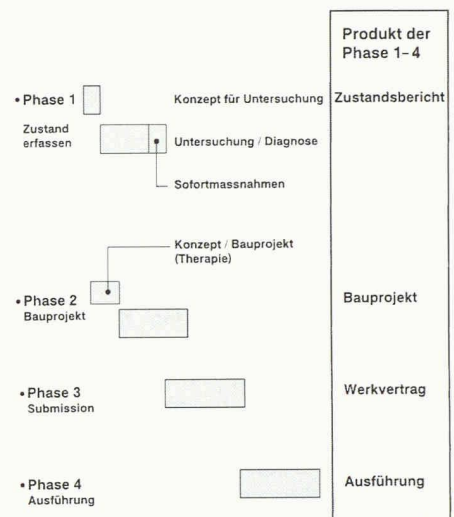 Produkt der
Phase 1–4
• Phase 1
Konzept für Untersuchung
Zustandsbericht
Zustand
erfassen
Untersuchung / Diagnose
Sofortmassnahmen
Konzept / Bauprojekt
(Therapie)
• Phase 2
Bauprojekt
Bauprojekt
• Phase 3
Submission
Werkvertrag
• Phase 4
Ausführung
Ausführung